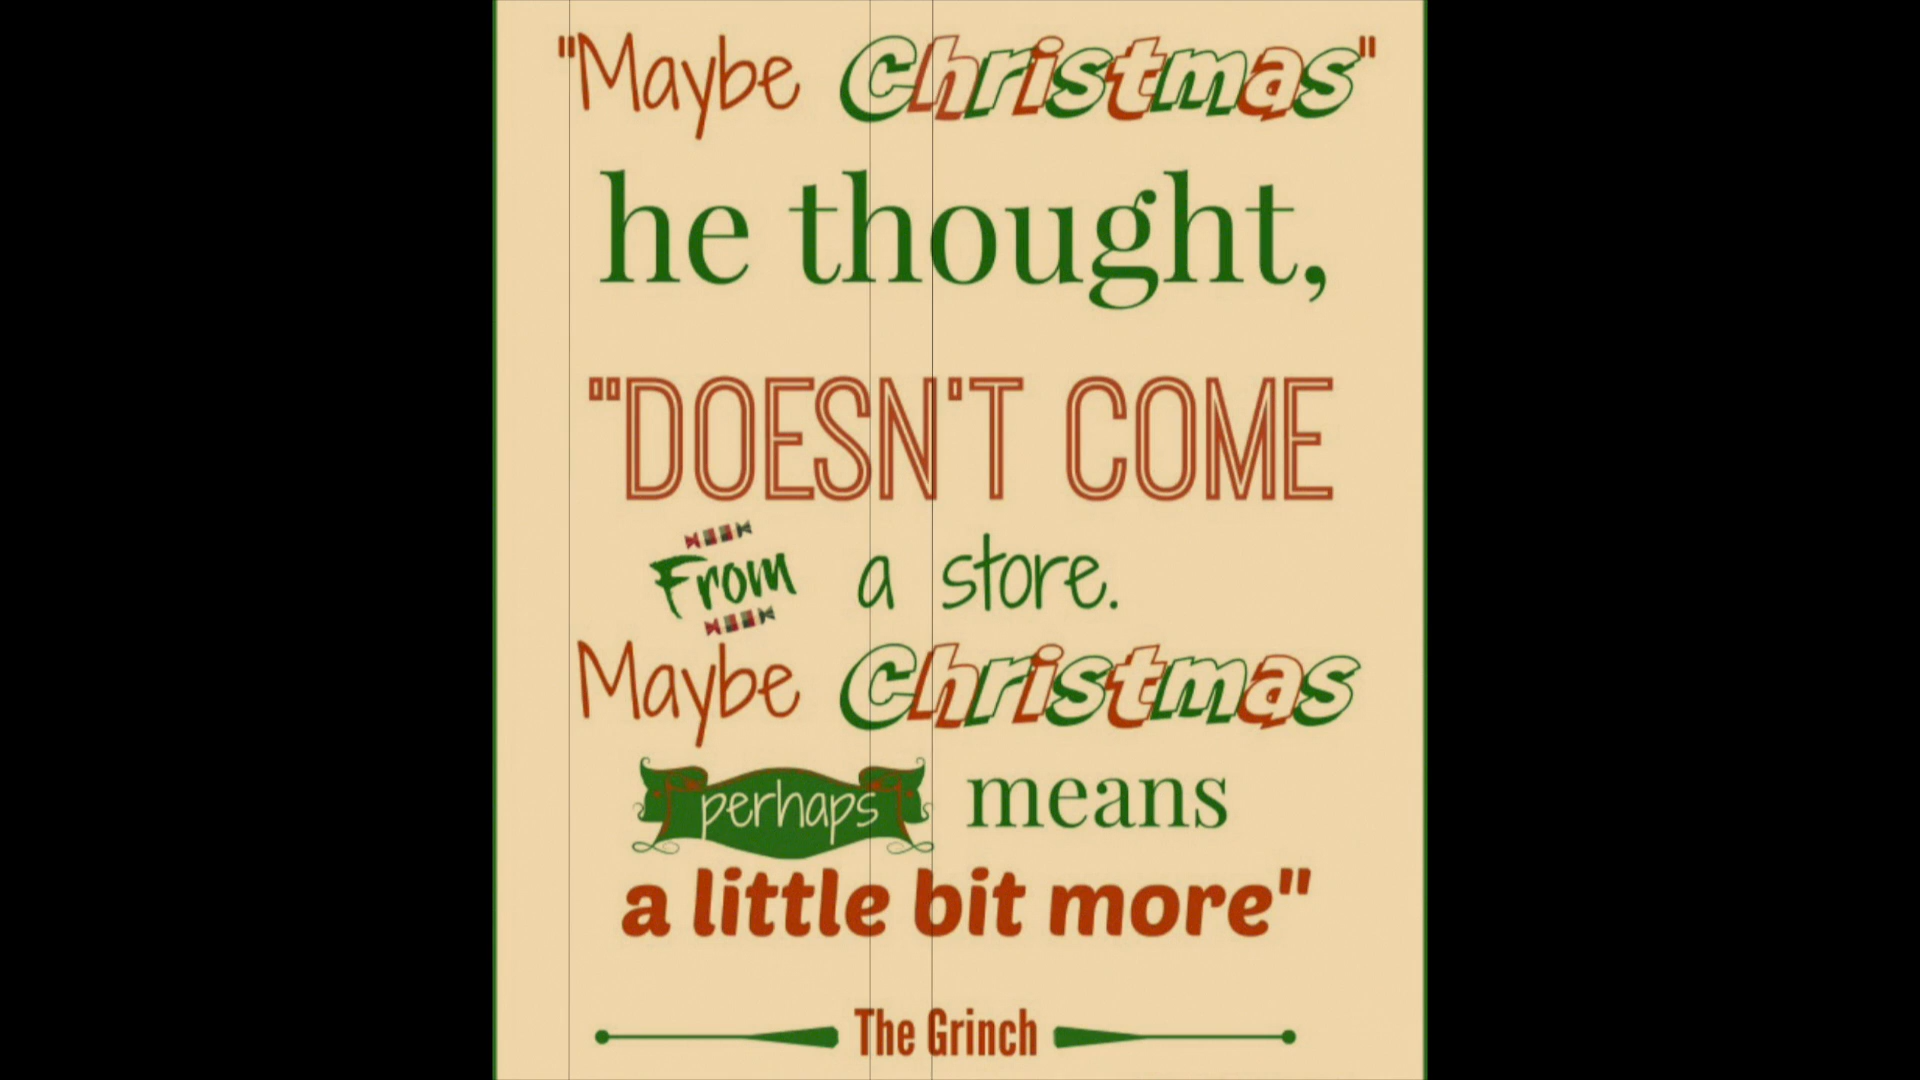 "Maybe Christmas"
he thought,
"DOESN'T COME
From a store.
Maybe Christmas
perhaps means
a little bit more"
The Grinch